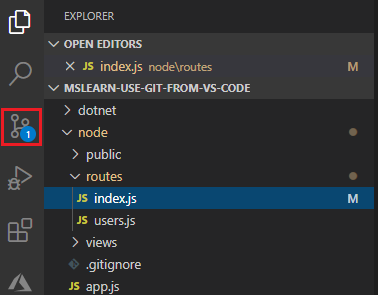 EXPLORER
OPEN EDITORS
JS index.js node\routes M
MSLEARN-USE-GIT-FROM-VS-CODE
dotnet
node
1
public
routes
JS index.js M
JS users.js
views
.gitignore
JS app.js